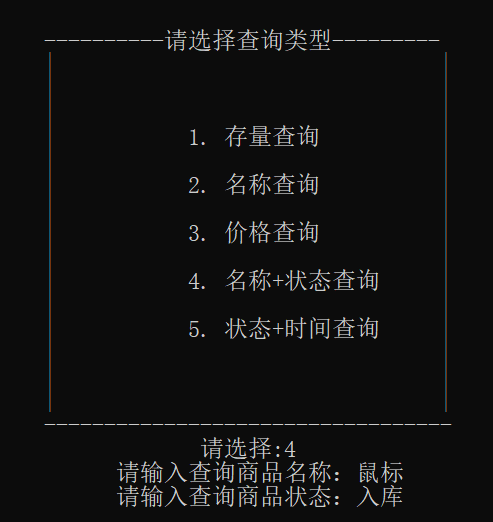 ----------请选择查询类型---------
1. 存量查询
2. 名称查询
3. 价格查询
4. 名称+状态查询
5. 状态+时间查询
----------------------------------
请选择:4
请输入查询商品名称：鼠标
请输入查询商品状态：入库